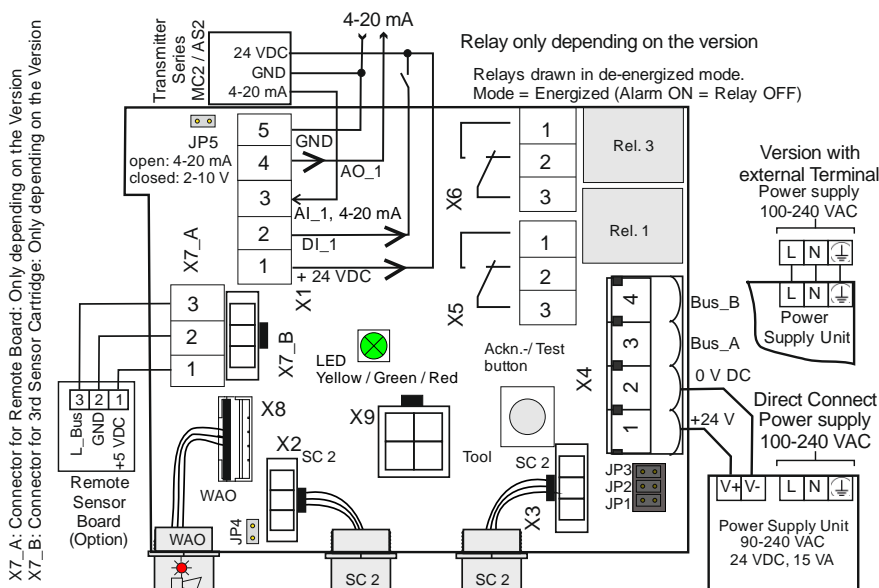 X7_A: Connector for Remote Board: Only depending on the Version
X7_B: Connector for 3rd Sensor Cartridge: Only depending on the Version
Transmitter
Series
MC2 / AS2
24 VDC
GND
4-20 mA
4-20 mA
Relay only depending on the version
Relays drawn in de-energized mode.
Mode = Energized (Alarm ON = Relay OFF)
JP5
open: 4-20 mA
closed: 2-10 V
5
4
3
2
1
GND
AO_1
AI_1, 4-20 mA
DI_1
+ 24 VDC
X1
X7_A
3
2
1
X7_B
X6
1
2
3
Rel. 3
X5
1
2
3
Rel. 1
Version with
external Terminal
Power supply
100-240 VAC
L N
L N
Power
Supply Unit
X4
4
3
2
1
Bus_B
Bus_A
0 V DC
+24 V
LED
Yellow / Green / Red
Ackn.-/ Test
button
Direct Connect
Power supply
100-240 VAC
V+ V- L N
Power Supply Unit
90-240 VAC
24 VDC, 15 VA
3 2 1
L_Bus
GND
+5 VDC
Remote
Sensor
Board
(Option)
X8
WAO
WAO
JP4
X2
SC 2
SC 2
X9
Tool
SC 2
X3
SC 2
JP3
JP2
JP1